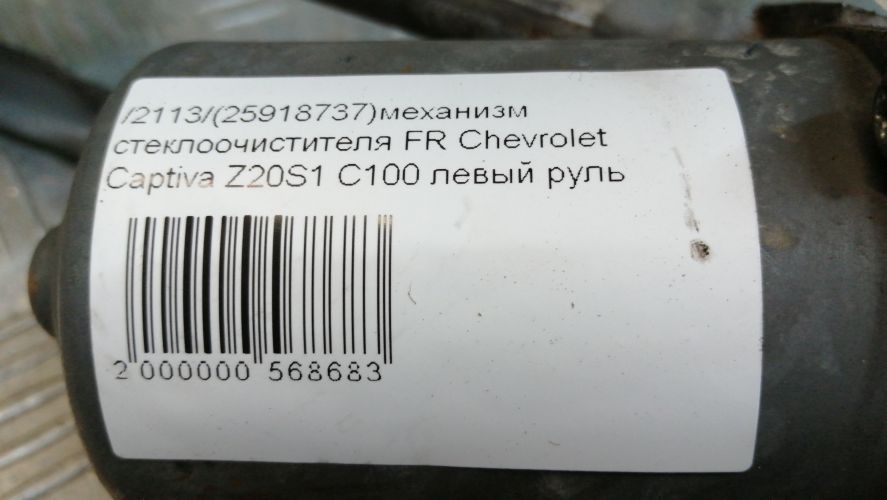 /2113/(25918737)механизм
стеклоочистителя FR Chevrolet
Captiva Z20S1 C100 левый руль
2 000000 568683